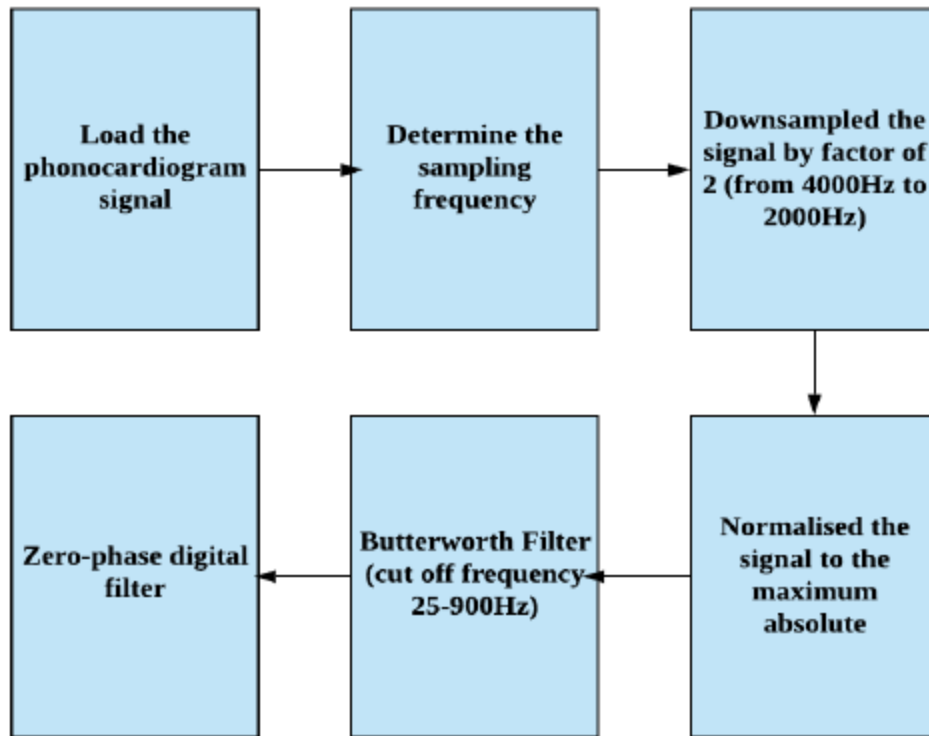 Load the
phonocardiogram
signal
Determine the
sampling
frequency
Downsampled the
signal by factor of
2 (from 4000Hz to
2000Hz)
Normalised the
signal to the
maximum
absolute
Butterworth Filter
(cut off frequency
25-900Hz)
Zero-phase digital
filter